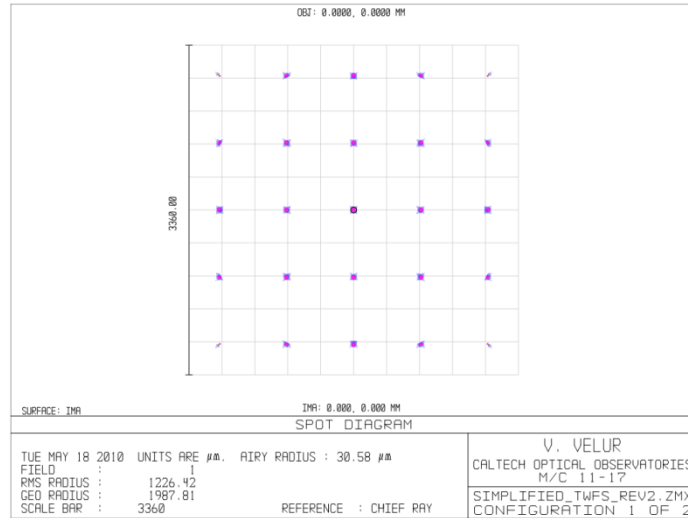 OBJ: 0.0000, 0.0000 MM
3360.00
SURFACE: IMA
IMA: 0.000, 0.000 MM
SPOT DIAGRAM
TUE MAY 18 2010 UNITS ARE µm. AIRY RADIUS : 30.58 µm
FIELD : 1
RMS RADIUS : 1226.42
GEO RADIUS : 1987.81
SCALE BAR : 3360 REFERENCE : CHIEF RAY
V. VELUR
CALTECH OPTICAL OBSERVATORIES
M/C 11-17
SIMPLIFIED_TWFS_REV2.ZMX
CONFIGURATION 1 OF 2